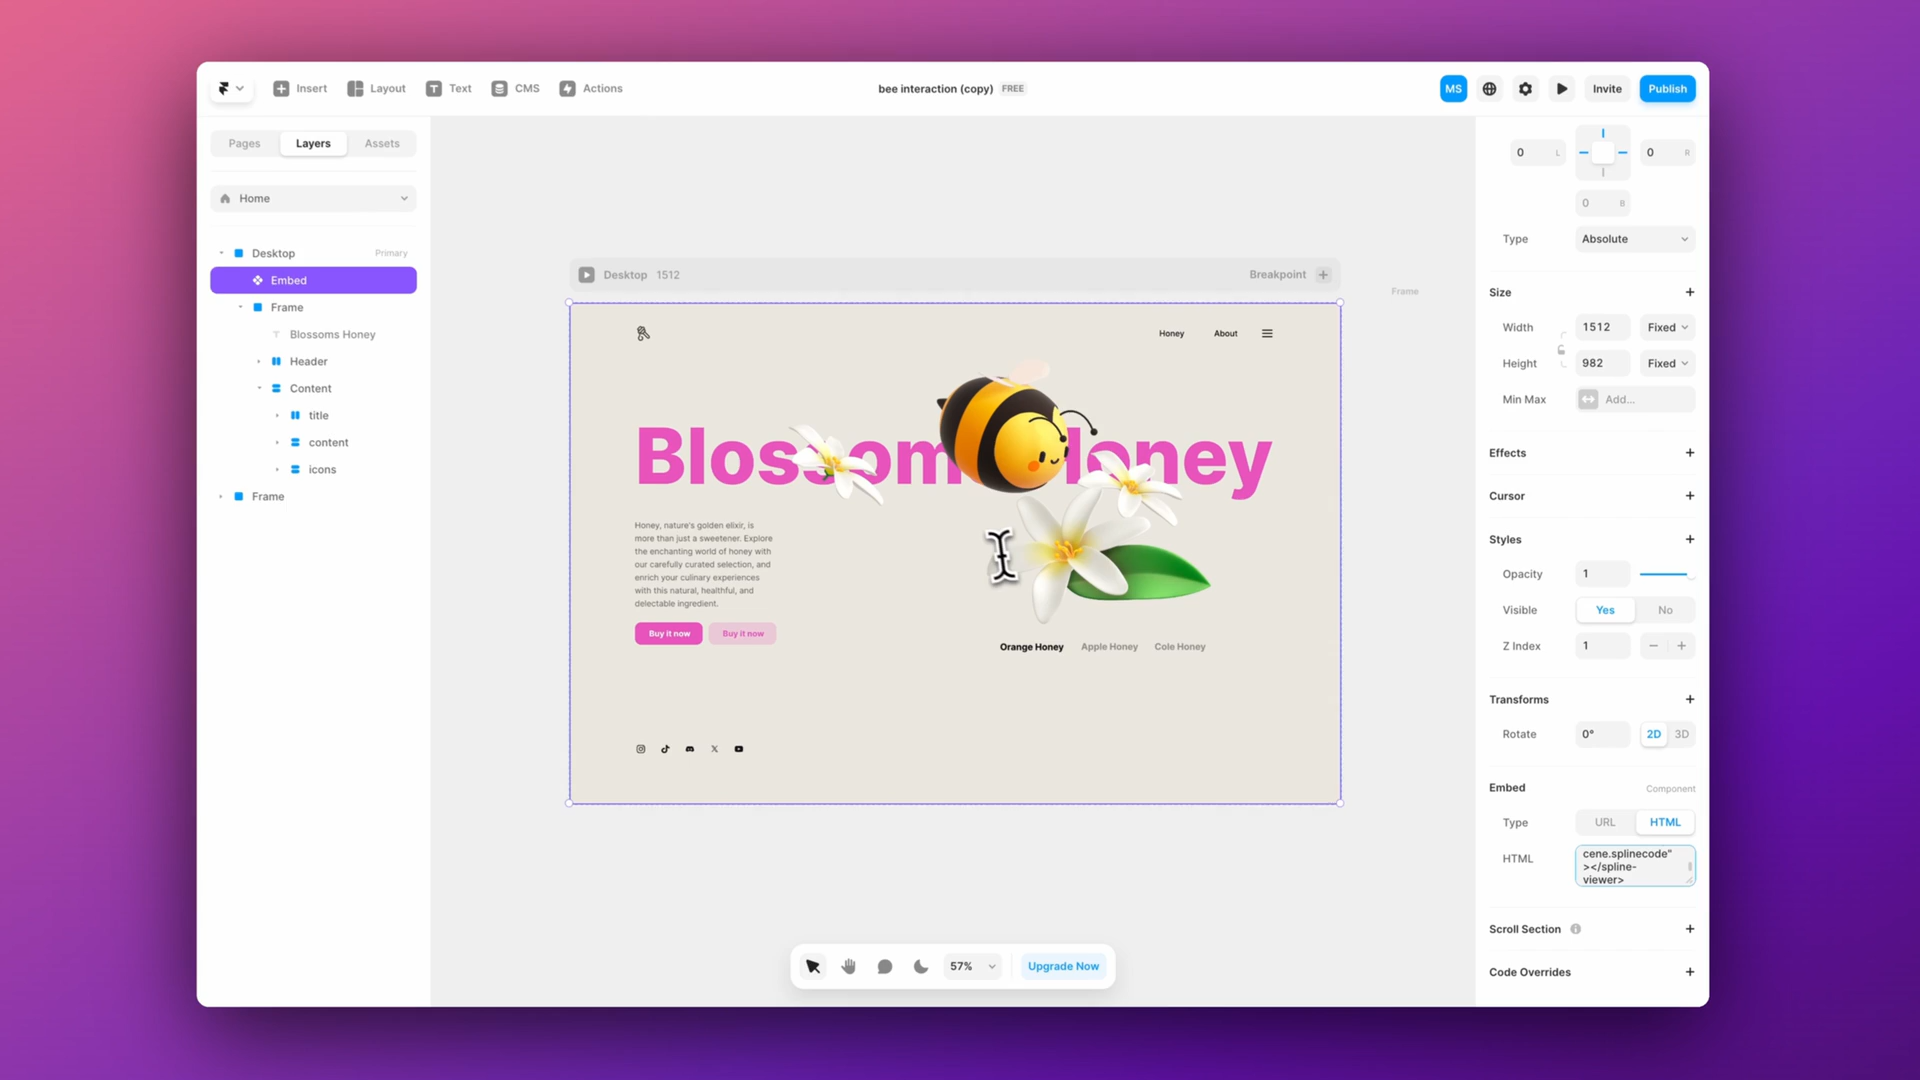 Insert
Layout
Text
CMS
Actions
bee interaction (copy)
FREE
MS
Invite
Publish
Pages
Layers
Assets
Home
Desktop
Primary
Embed
Frame
Blossoms Honey
Header
Content
title
content
icons
Frame
Desktop 1512
Breakpoint
Frame
Honey
About
Honey, nature's golden elixir, is
more than just a sweetener. Explore
the enchanting world of honey with
our carefully curated selection, and
enrich your culinary experiences
with this natural, healthful, and
delectable ingredient.
Buy it now
Buy it now
Orange Honey
Apple Honey
Cole Honey
57%
Upgrade Now
0 L
0 R
0 B
Type
Absolute
Size
Width
1512
Fixed
Height
982
Fixed
Min Max
Add...
Effects
Cursor
Styles
Opacity
1
Visible
Yes
No
Z Index
1
Transforms
Rotate
0°
2D
3D
Embed
Component
Type
URL
HTML
HTML
cene.splinecode"
></spline-
viewer>
Scroll Section
Code Overrides